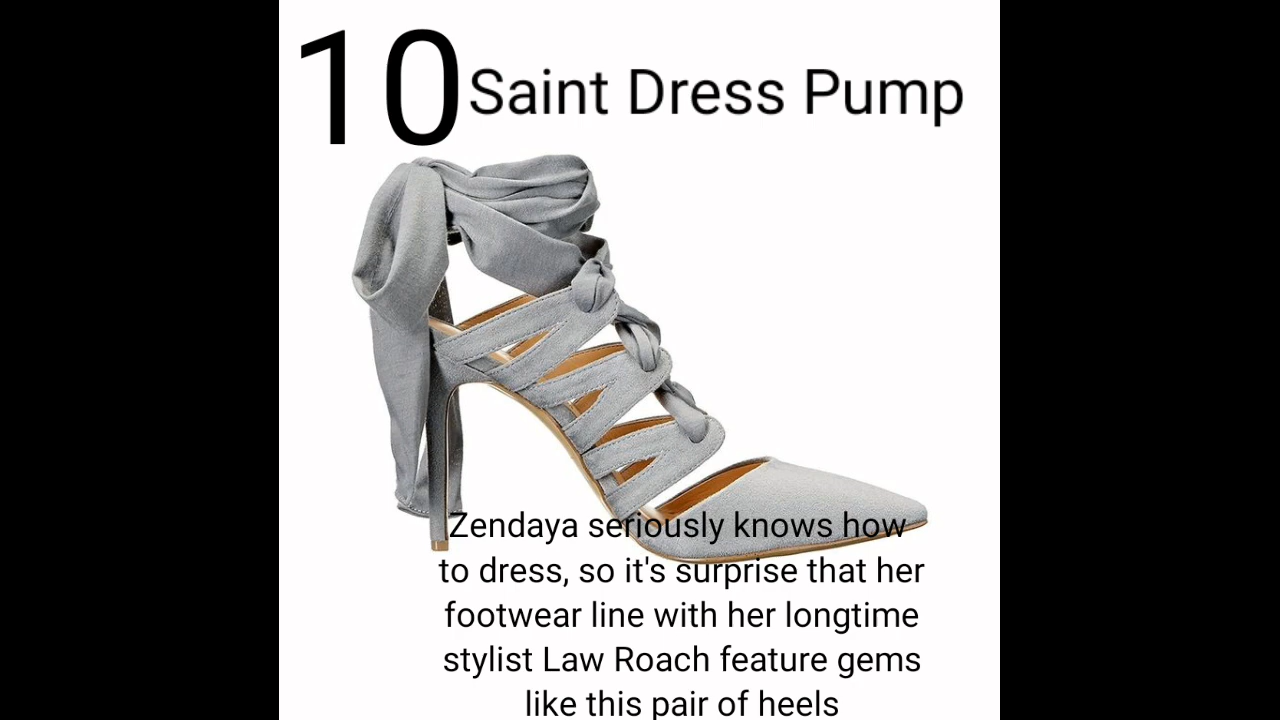 10 Saint Dress Pump
Zendaya seriously knows how
to dress, so it's surprise that her
footwear line with her longtime
stylist Law Roach feature gems
like this pair of heels